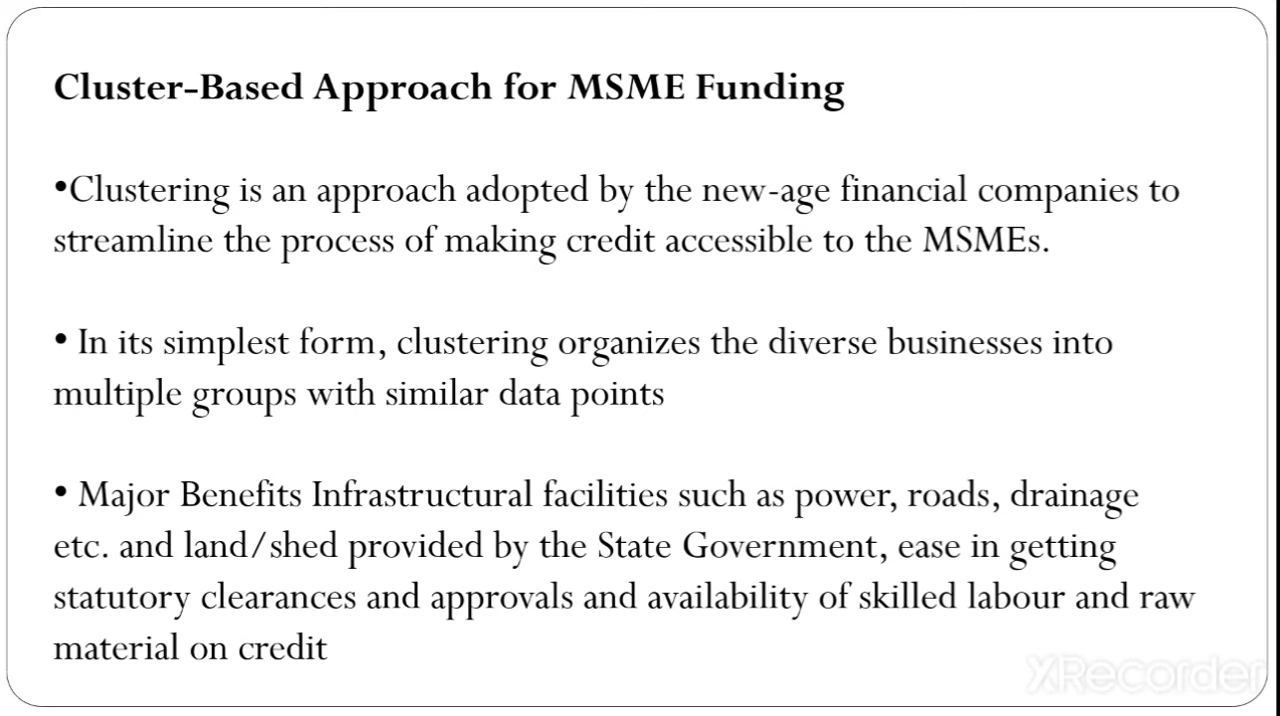 Cluster-Based Approach for MSME Funding
•Clustering is an approach adopted by the new-age financial companies to
streamline the process of making credit accessible to the MSMEs.
• In its simplest form, clustering organizes the diverse businesses into
multiple groups with similar data points
• Major Benefits Infrastructural facilities such as power, roads, drainage
etc. and land/shed provided by the State Government, ease in getting
statutory clearances and approvals and availability of skilled labour and raw
material on credit
XRecorder